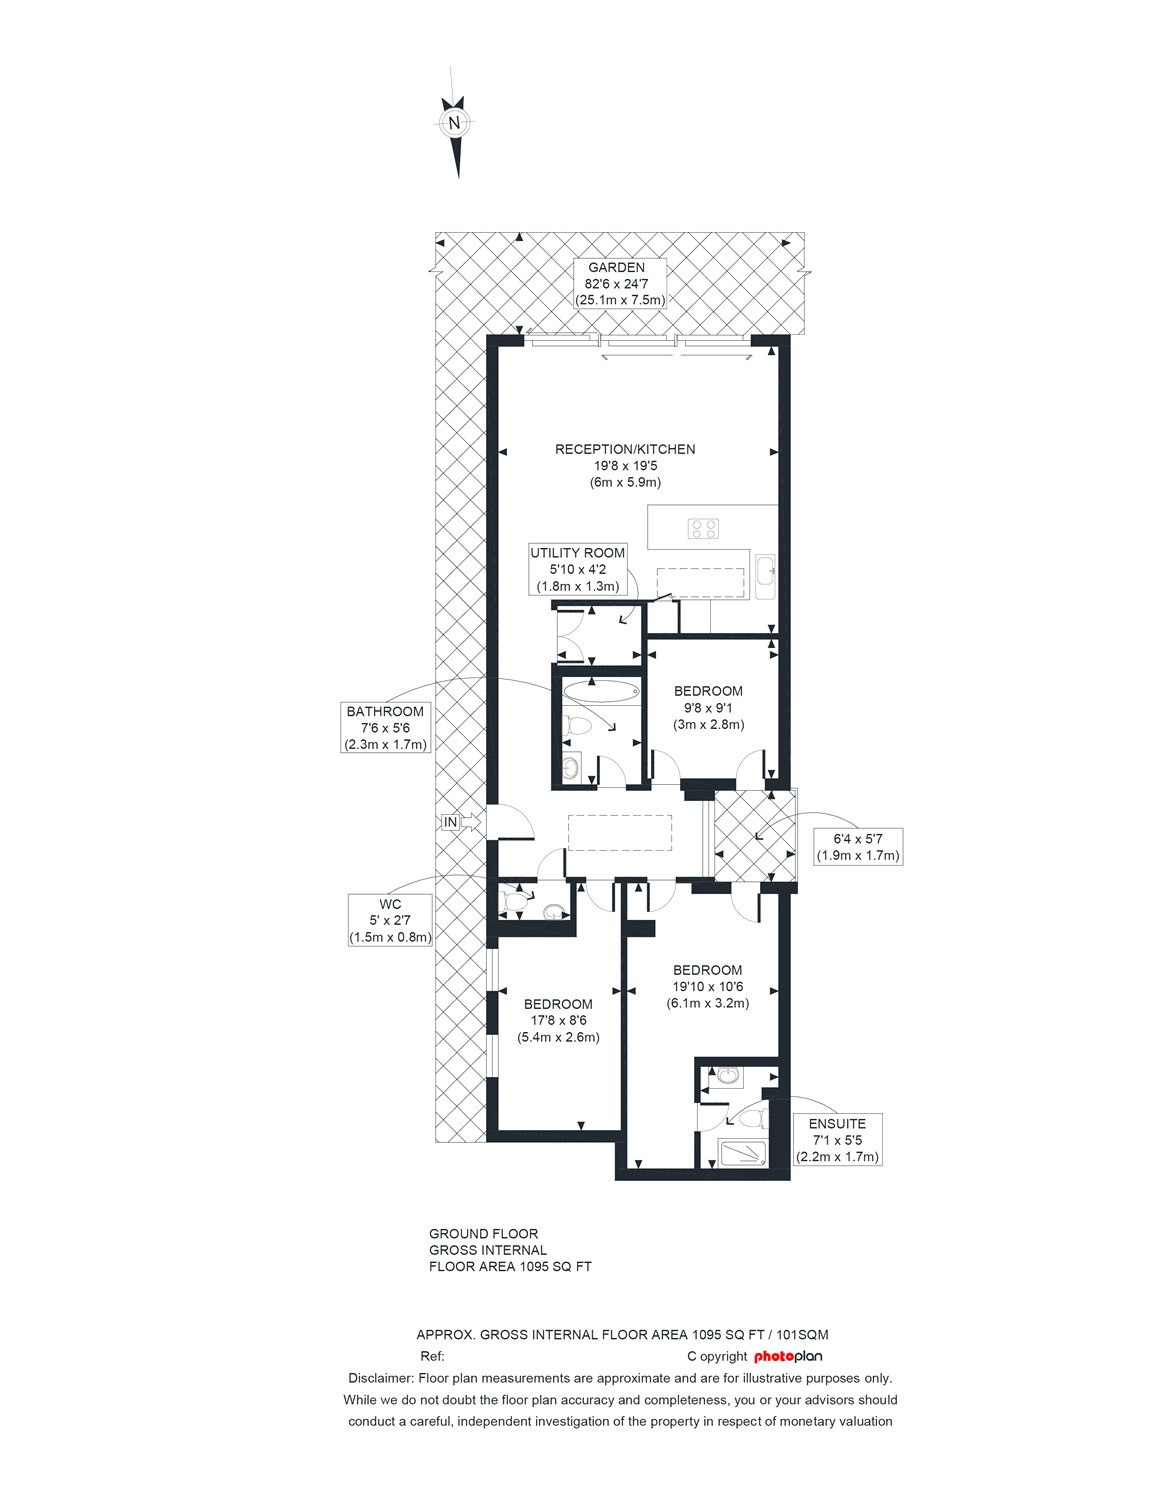 N
GARDEN
82'6 x 24'7
(25.1m x 7.5m)
RECEPTION/KITCHEN
19'8 x 19'5
(6m x 5.9m)
UTILITY ROOM
5'10 x 4'2
(1.8m x 1.3m)
BEDROOM
9'8 x 9'1
(3m x 2.8m)
BATHROOM
7'6 x 5'6
(2.3m x 1.7m)
IN
6'4 x 5'7
(1.9m x 1.7m)
WC
5' x 2'7
(1.5m x 0.8m)
BEDROOM
19'10 x 10'6
(6.1m x 3.2m)
BEDROOM
17'8 x 8'6
(5.4m x 2.6m)
ENSUITE
7'1 x 5'5
(2.2m x 1.7m)
GROUND FLOOR
GROSS INTERNAL
FLOOR AREA 1095 SQ FT
APPROX. GROSS INTERNAL FLOOR AREA 1095 SQ FT / 101SQM
Ref:
C opyright photoplan
Disclaimer: Floor plan measurements are approximate and are for illustrative purposes only.
While we do not doubt the floor plan accuracy and completeness, you or your advisors should
conduct a careful, independent investigation of the property in respect of monetary valuation